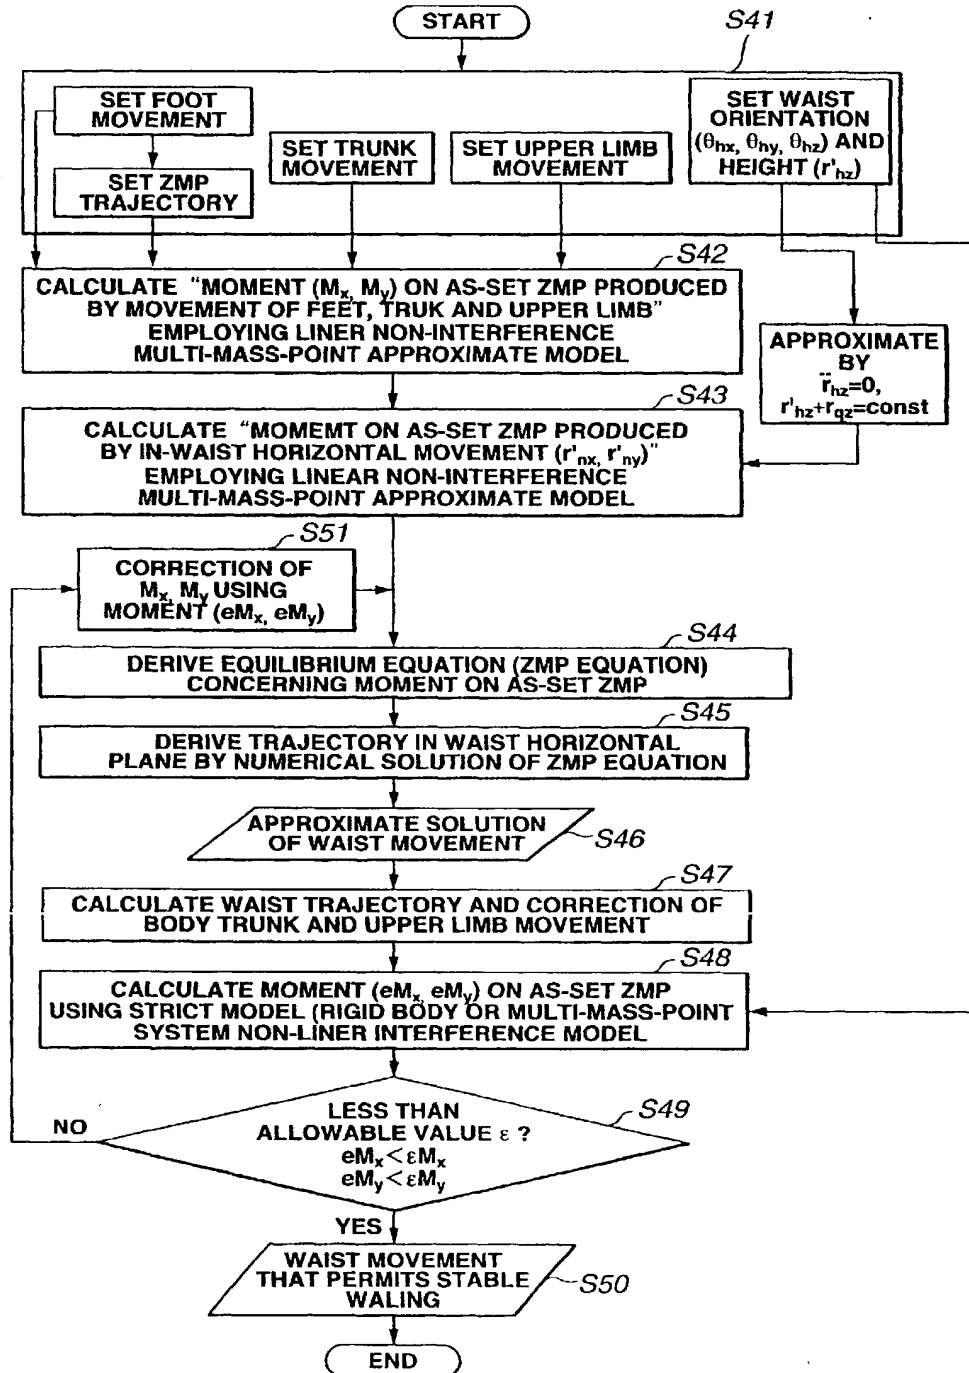 START
S41
SET FOOT
MOVEMENT
SET ZMP
TRAJECTORY
SET TRUNK
MOVEMENT
SET UPPER LIMB
MOVEMENT
SET WAIST
ORIENTATION
(θhx, θhy, θhz) AND
HEIGHT (r'hz)
S42
CALCULATE "MOMENT (Mx, My) ON AS-SET ZMP PRODUCED
BY MOVEMENT OF FEET, TRUK AND UPPER LIMB"
EMPLOYING LINER NON-INTERFERENCE
MULTI-MASS-POINT APPROXIMATE MODEL
APPROXIMATE
BY
r̈hz=0,
r'hz+rqz=const
S43
CALCULATE "MOMEMT ON AS-SET ZMP PRODUCED
BY IN-WAIST HORIZONTAL MOVEMENT (r'nx, r'ny)"
EMPLOYING LINEAR NON-INTERFERENCE
MULTI-MASS-POINT APPROXIMATE MODEL
S51
CORRECTION OF
Mx, My USING
MOMENT (eMx, eMy)
S44
DERIVE EQUILIBRIUM EQUATION (ZMP EQUATION)
CONCERNING MOMENT ON AS-SET ZMP
S45
DERIVE TRAJECTORY IN WAIST HORIZONTAL
PLANE BY NUMERICAL SOLUTION OF ZMP EQUATION
APPROXIMATE SOLUTION
OF WAIST MOVEMENT
S46
S47
CALCULATE WAIST TRAJECTORY AND CORRECTION OF
BODY TRUNK AND UPPER LIMB MOVEMENT
S48
CALCULATE MOMENT (eMx, eMy) ON AS-SET ZMP
USING STRICT MODEL (RIGID BODY OR MULTI-MASS-POINT
SYSTEM NON-LINER INTERFERENCE MODEL
S49
NO
LESS THAN
ALLOWABLE VALUE ε ?
eMx<εMx
eMy<εMy
YES
WAIST MOVEMENT
THAT PERMITS STABLE
WALING
S50
END